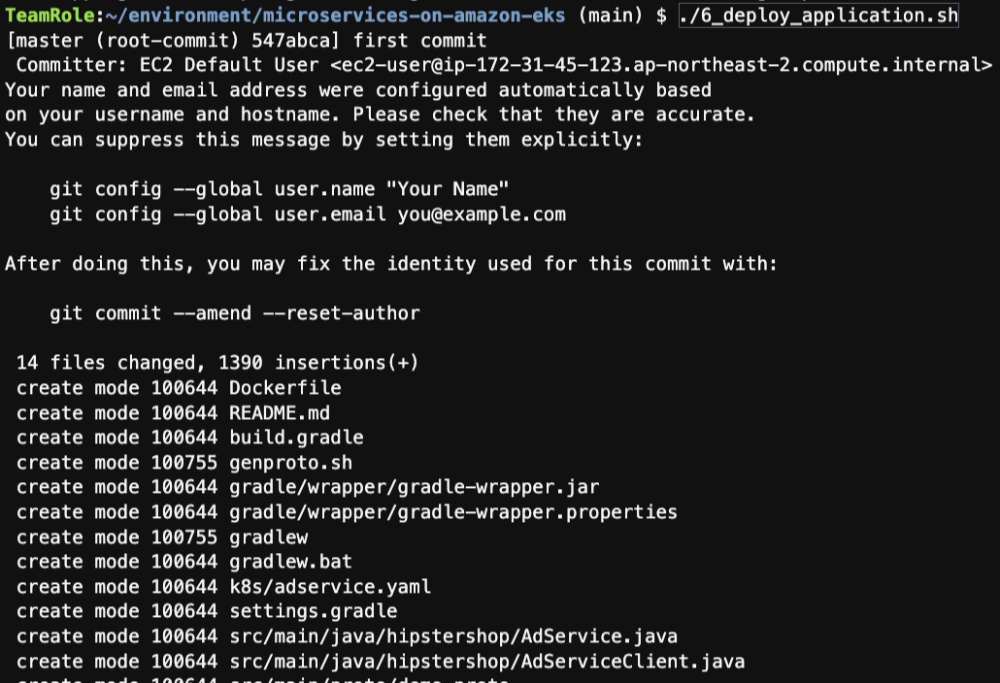 TeamRole:~/environment/microservices-on-amazon-eks (main) $ ./6_deploy_application.sh
[master (root-commit) 547abca] first commit
 Committer: EC2 Default User <ec2-user@ip-172-31-45-123.ap-northeast-2.compute.internal>
Your name and email address were configured automatically based
on your username and hostname. Please check that they are accurate.
You can suppress this message by setting them explicitly:

    git config --global user.name "Your Name"
    git config --global user.email you@example.com

After doing this, you may fix the identity used for this commit with:

    git commit --amend --reset-author

 14 files changed, 1390 insertions(+)
 create mode 100644 Dockerfile
 create mode 100644 README.md
 create mode 100644 build.gradle
 create mode 100755 genproto.sh
 create mode 100644 gradle/wrapper/gradle-wrapper.jar
 create mode 100644 gradle/wrapper/gradle-wrapper.properties
 create mode 100755 gradlew
 create mode 100644 gradlew.bat
 create mode 100644 k8s/adservice.yaml
 create mode 100644 settings.gradle
 create mode 100644 src/main/java/hipstershop/AdService.java
 create mode 100644 src/main/java/hipstershop/AdServiceClient.java
 create mode 100644 src/main/proto/demo.proto